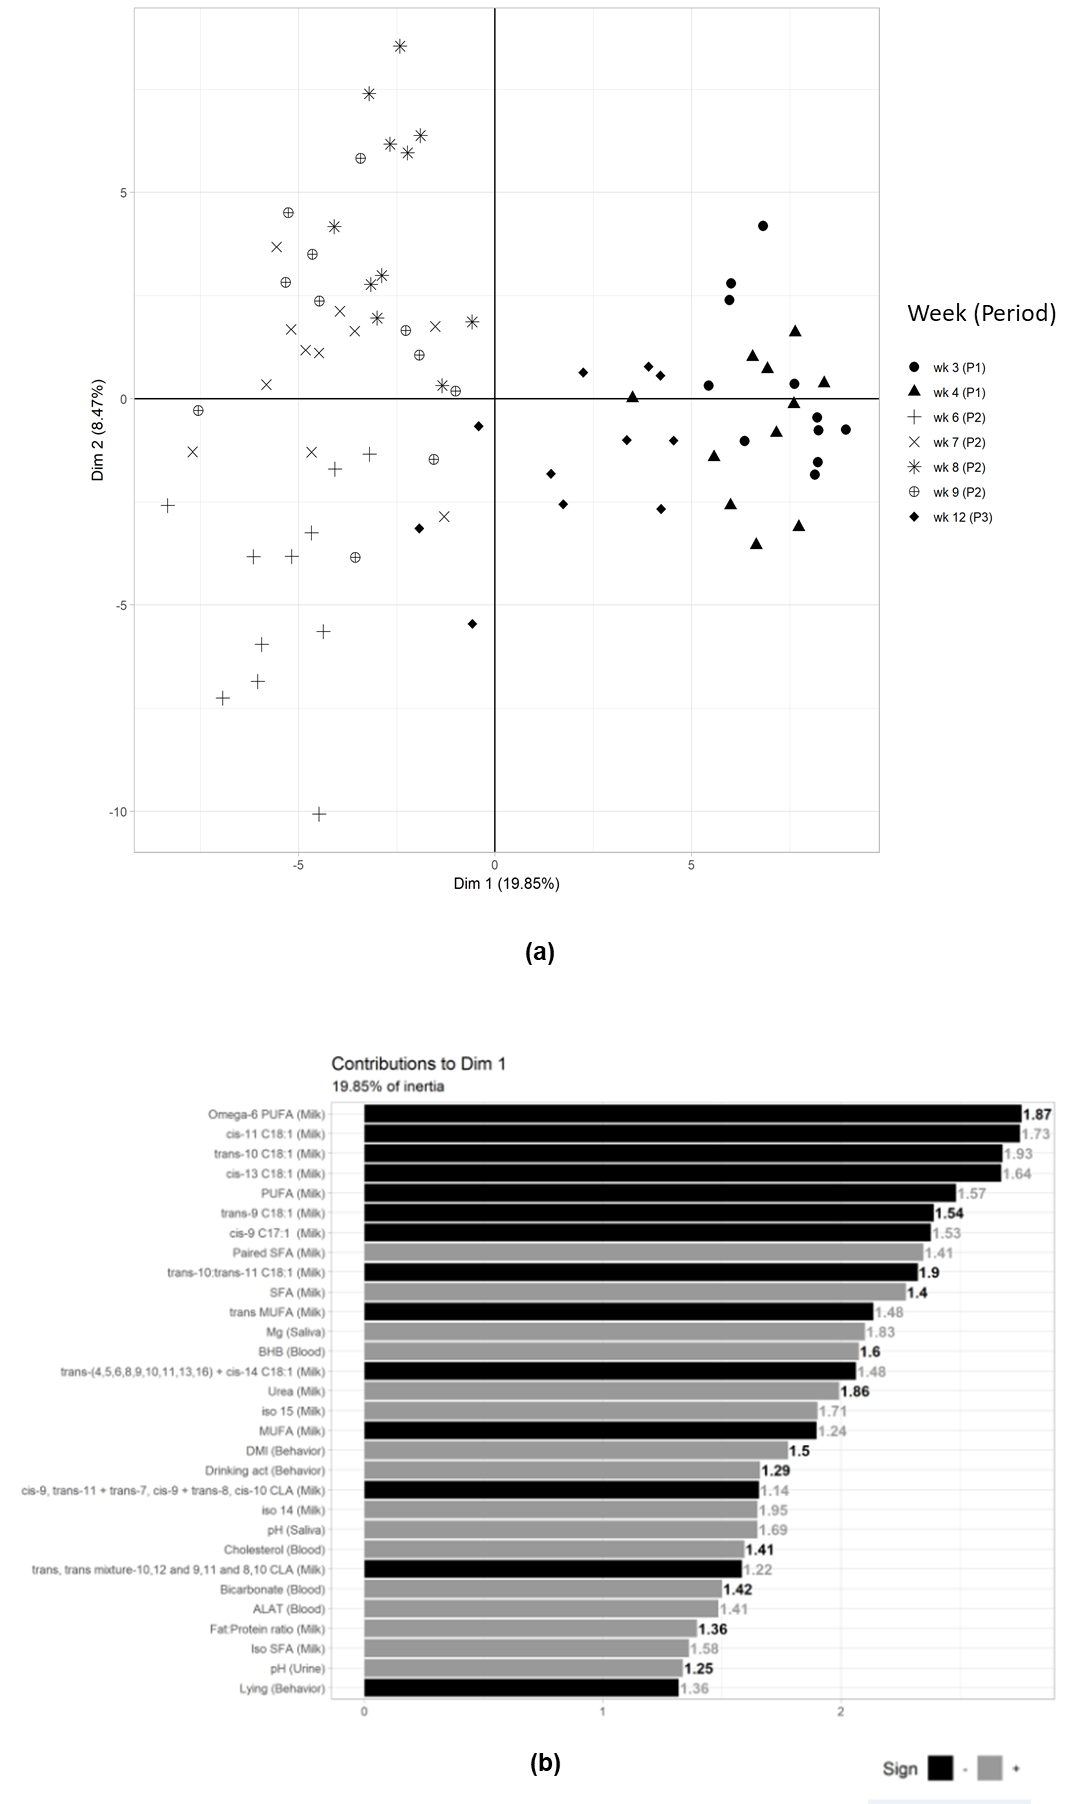 5
0
-5
-10
Dim 2 (8.47%)
-5
0
5
Dim 1 (19.85%)
Week (Period)
wk 3 (P1)
wk 4 (P1)
wk 6 (P2)
wk 7 (P2)
wk 8 (P2)
wk 9 (P2)
wk 12 (P3)
(a)
Contributions to Dim 1
19.85% of inertia
Omega-6 PUFA (Milk) 1.87
cis-11 C18:1 (Milk) 1.73
trans-10 C18:1 (Milk) 1.93
cis-13 C18:1 (Milk) 1.64
PUFA (Milk) 1.57
trans-9 C18:1 (Milk) 1.54
cis-9 C17:1 (Milk) 1.53
Paired SFA (Milk) 1.41
trans-10:trans-11 C18:1 (Milk) 1.9
SFA (Milk) 1.4
trans MUFA (Milk) 1.48
Mg (Saliva) 1.83
BHB (Blood) 1.6
trans-(4,5,6,8,9,10,11,13,16) + cis-14 C18:1 (Milk) 1.48
Urea (Milk) 1.86
iso 15 (Milk) 1.71
MUFA (Milk) 1.24
DMI (Behavior) 1.5
Drinking act (Behavior) 1.29
cis-9, trans-11 + trans-7, cis-9 + trans-8, cis-10 CLA (Milk) 1.14
iso 14 (Milk) 1.95
pH (Saliva) 1.69
Cholesterol (Blood) 1.41
trans, trans mixture-10,12 and 9,11 and 8,10 CLA (Milk) 1.22
Bicarbonate (Blood) 1.42
ALAT (Blood) 1.41
Fat:Protein ratio (Milk) 1.36
Iso SFA (Milk) 1.58
pH (Urine) 1.25
Lying (Behavior) 1.36
0 1 2
(b)
Sign - +